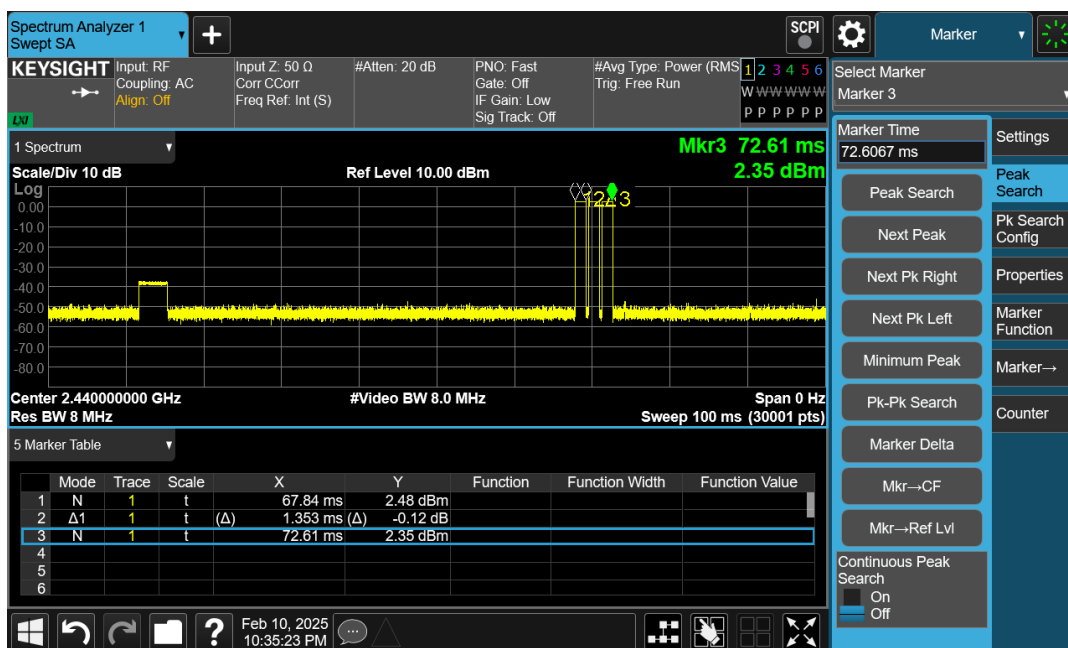 Spectrum Analyzer 1
Swept SA
+
SCPI
Marker
KEYSIGHT
Input: RF
Coupling: AC
Align: Off
Input Z: 50 Ω
Corr CCorr
Freq Ref: Int (S)
#Atten: 20 dB
PNO: Fast
Gate: Off
IF Gain: Low
Sig Track: Off
#Avg Type: Power (RMS
Trig: Free Run
1 2 3 4 5 6
W W W W W W
P P P P P P
LXI
Select Marker
Marker 3
1 Spectrum
Mkr3 72.61 ms
2.35 dBm
Scale/Div 10 dB
Ref Level 10.00 dBm
Log
0.00
-10.0
-20.0
-30.0
-40.0
-50.0
-60.0
-70.0
-80.0
Center 2.440000000 GHz
#Video BW 8.0 MHz
Span 0 Hz
Res BW 8 MHz
Sweep 100 ms (30001 pts)
5 Marker Table
Mode Trace Scale X Y Function Function Width Function Value
1 N 1 t 67.84 ms 2.48 dBm
2 Δ1 1 t (Δ) 1.353 ms (Δ) -0.12 dB
3 N 1 t 72.61 ms 2.35 dBm
4
5
6
Marker Time
72.6067 ms
Peak Search
Next Peak
Next Pk Right
Next Pk Left
Minimum Peak
Pk-Pk Search
Marker Delta
Mkr→CF
Mkr→Ref Lvl
Continuous Peak
Search
On
Off
Settings
Peak
Search
Pk Search
Config
Properties
Marker
Function
Marker→
Counter
?
Feb 10, 2025
10:35:23 PM